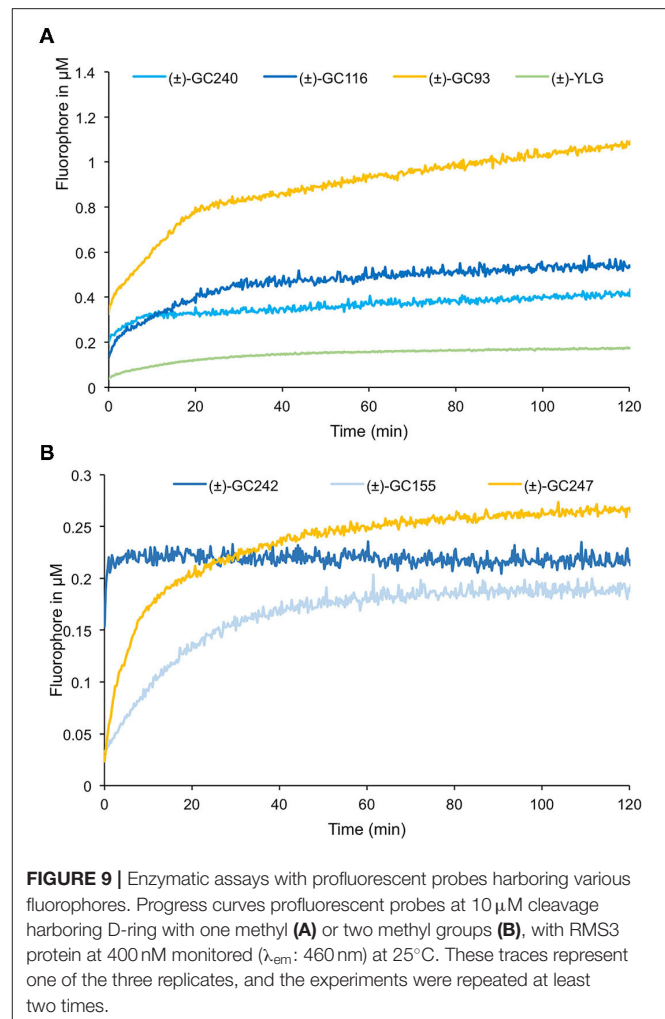 A
(±)-GC240 (±)-GC116 (±)-GC93 (±)-YLG
Fluorophore in µM
1.4
1.2
1
0.8
0.6
0.4
0.2
0
0 20 40 60 80 100 120
Time (min)
B
(±)-GC242 (±)-GC155 (±)-GC247
Fluorophore in µM
0.3
0.25
0.2
0.15
0.1
0.05
0
0 20 40 60 80 100 120
Time (min)
FIGURE 9 | Enzymatic assays with profluorescent probes harboring various
fluorophores. Progress curves profluorescent probes at 10 µM cleavage
harboring D-ring with one methyl (A) or two methyl groups (B), with RMS3
protein at 400 nM monitored (λem: 460 nm) at 25°C. These traces represent
one of the three replicates, and the experiments were repeated at least
two times.